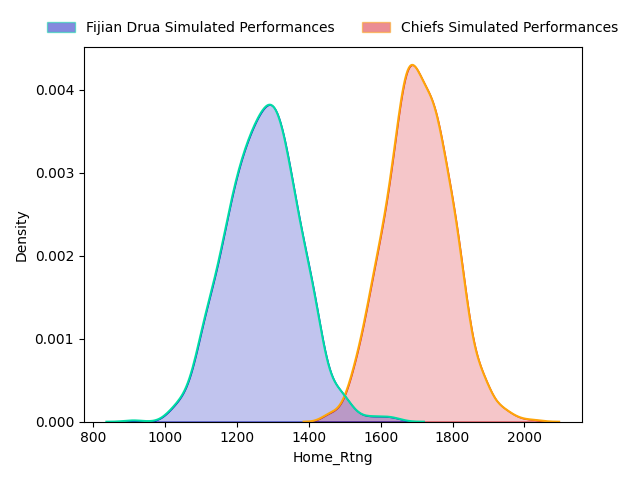 Fijian Drua Simulated Performances Chiefs Simulated Performances
0.004
0.003
0.002
0.001
0.000
Density
800 1000 1200 1400 1600 1800 2000
Home_Rtng